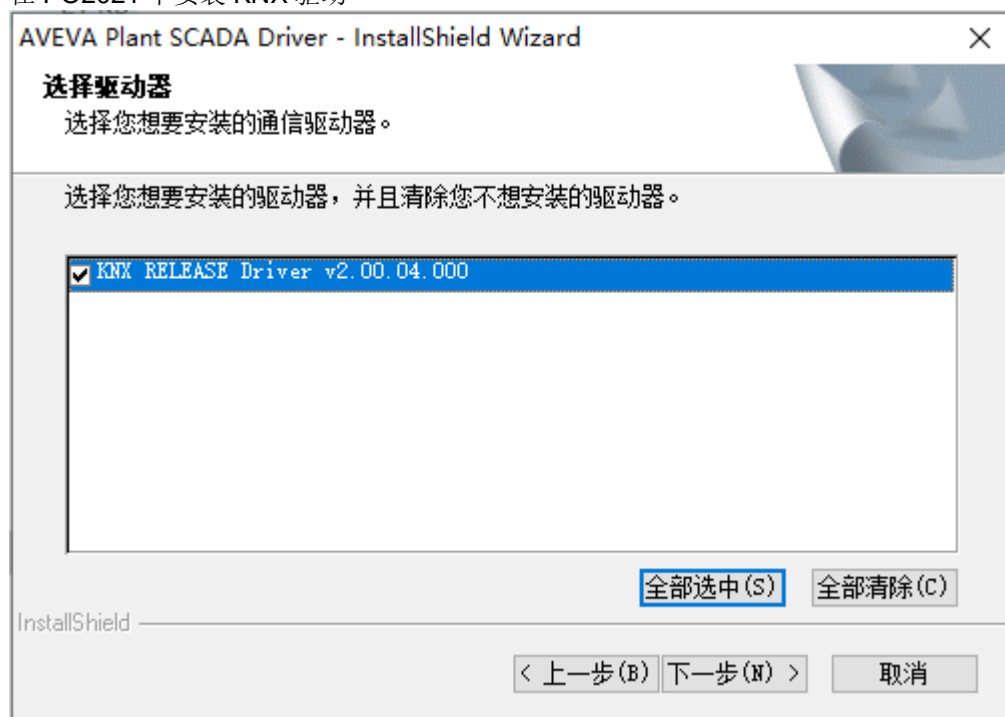 AVEVA Plant SCADA Driver - InstallShield Wizard
选择驱动器
选择您想要安装的通信驱动器。
选择您想要安装的驱动器，并且清除您不想安装的驱动器。
KNX RELEASE Driver v2.00.04.000
全部选中(S) 全部清除(C)
InstallShield
< 上一步(B) 下一步(N) > 取消